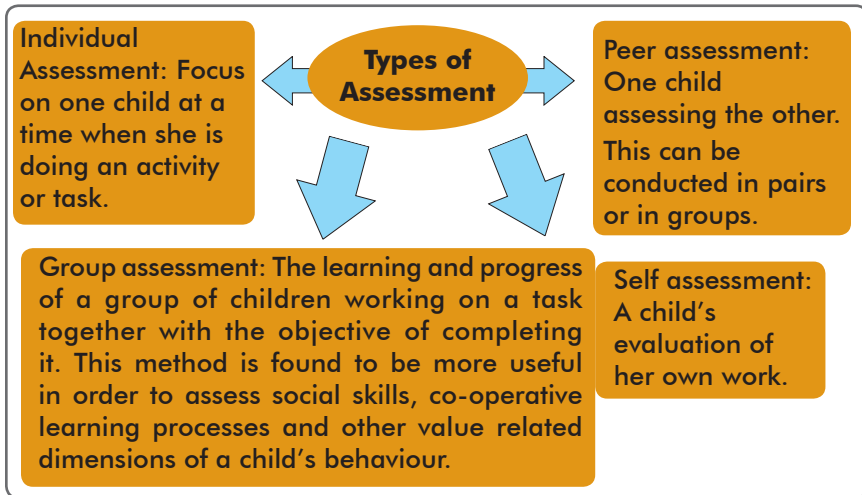 Types of
Assessment
Individual
Assessment: Focus
on one child at a
time when she is
doing an activity
or task.
Peer assessment:
One child
assessing the other.
This can be
conducted in pairs
or in groups.
Group assessment: The learning and progress
of a group of children working on a task
together with the objective of completing
it. This method is found to be more useful
in order to assess social skills, co-operative
learning processes and other value related
dimensions of a child’s behaviour.
Self assessment:
A child’s
evaluation of
her own work.